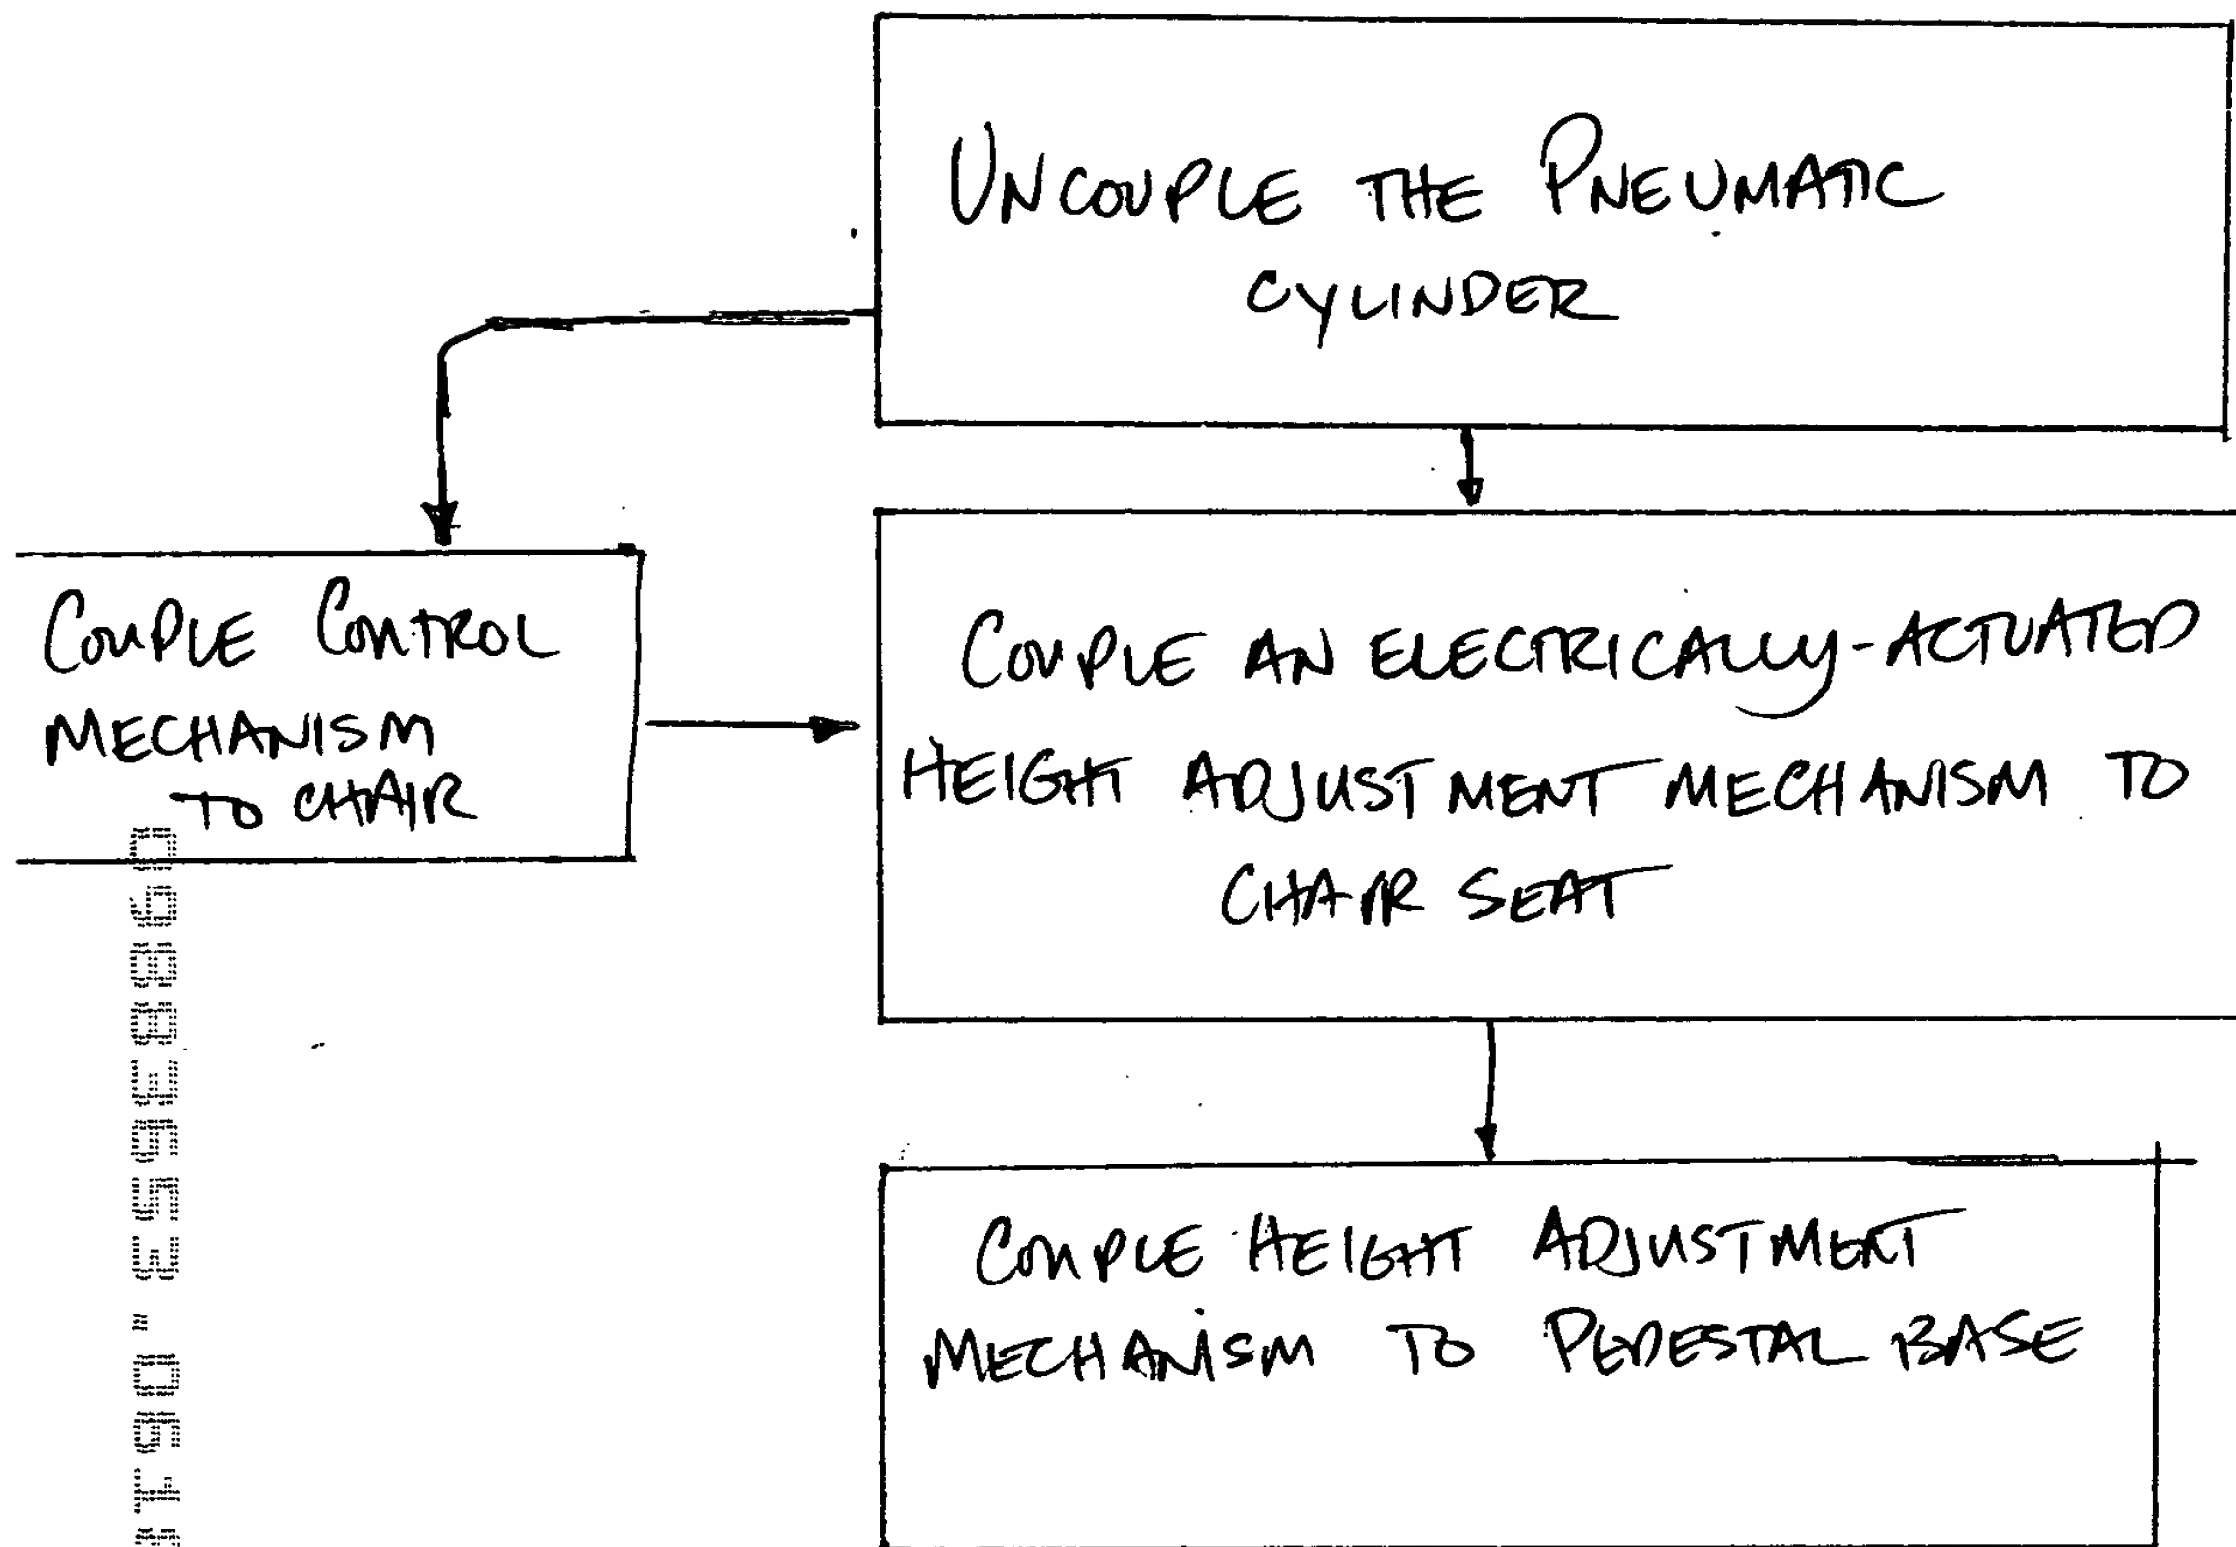 UNCOUPLE THE PNEUMATIC
CYLINDER
COUPLE CONTROL
MECHANISM
TO CHAIR
COUPLE AN ELECTRICALLY-ACTUATED
HEIGHT ADJUSTMENT MECHANISM TO
CHAIR SEAT
COUPLE HEIGHT ADJUSTMENT
MECHANISM TO PEDESTAL BASE